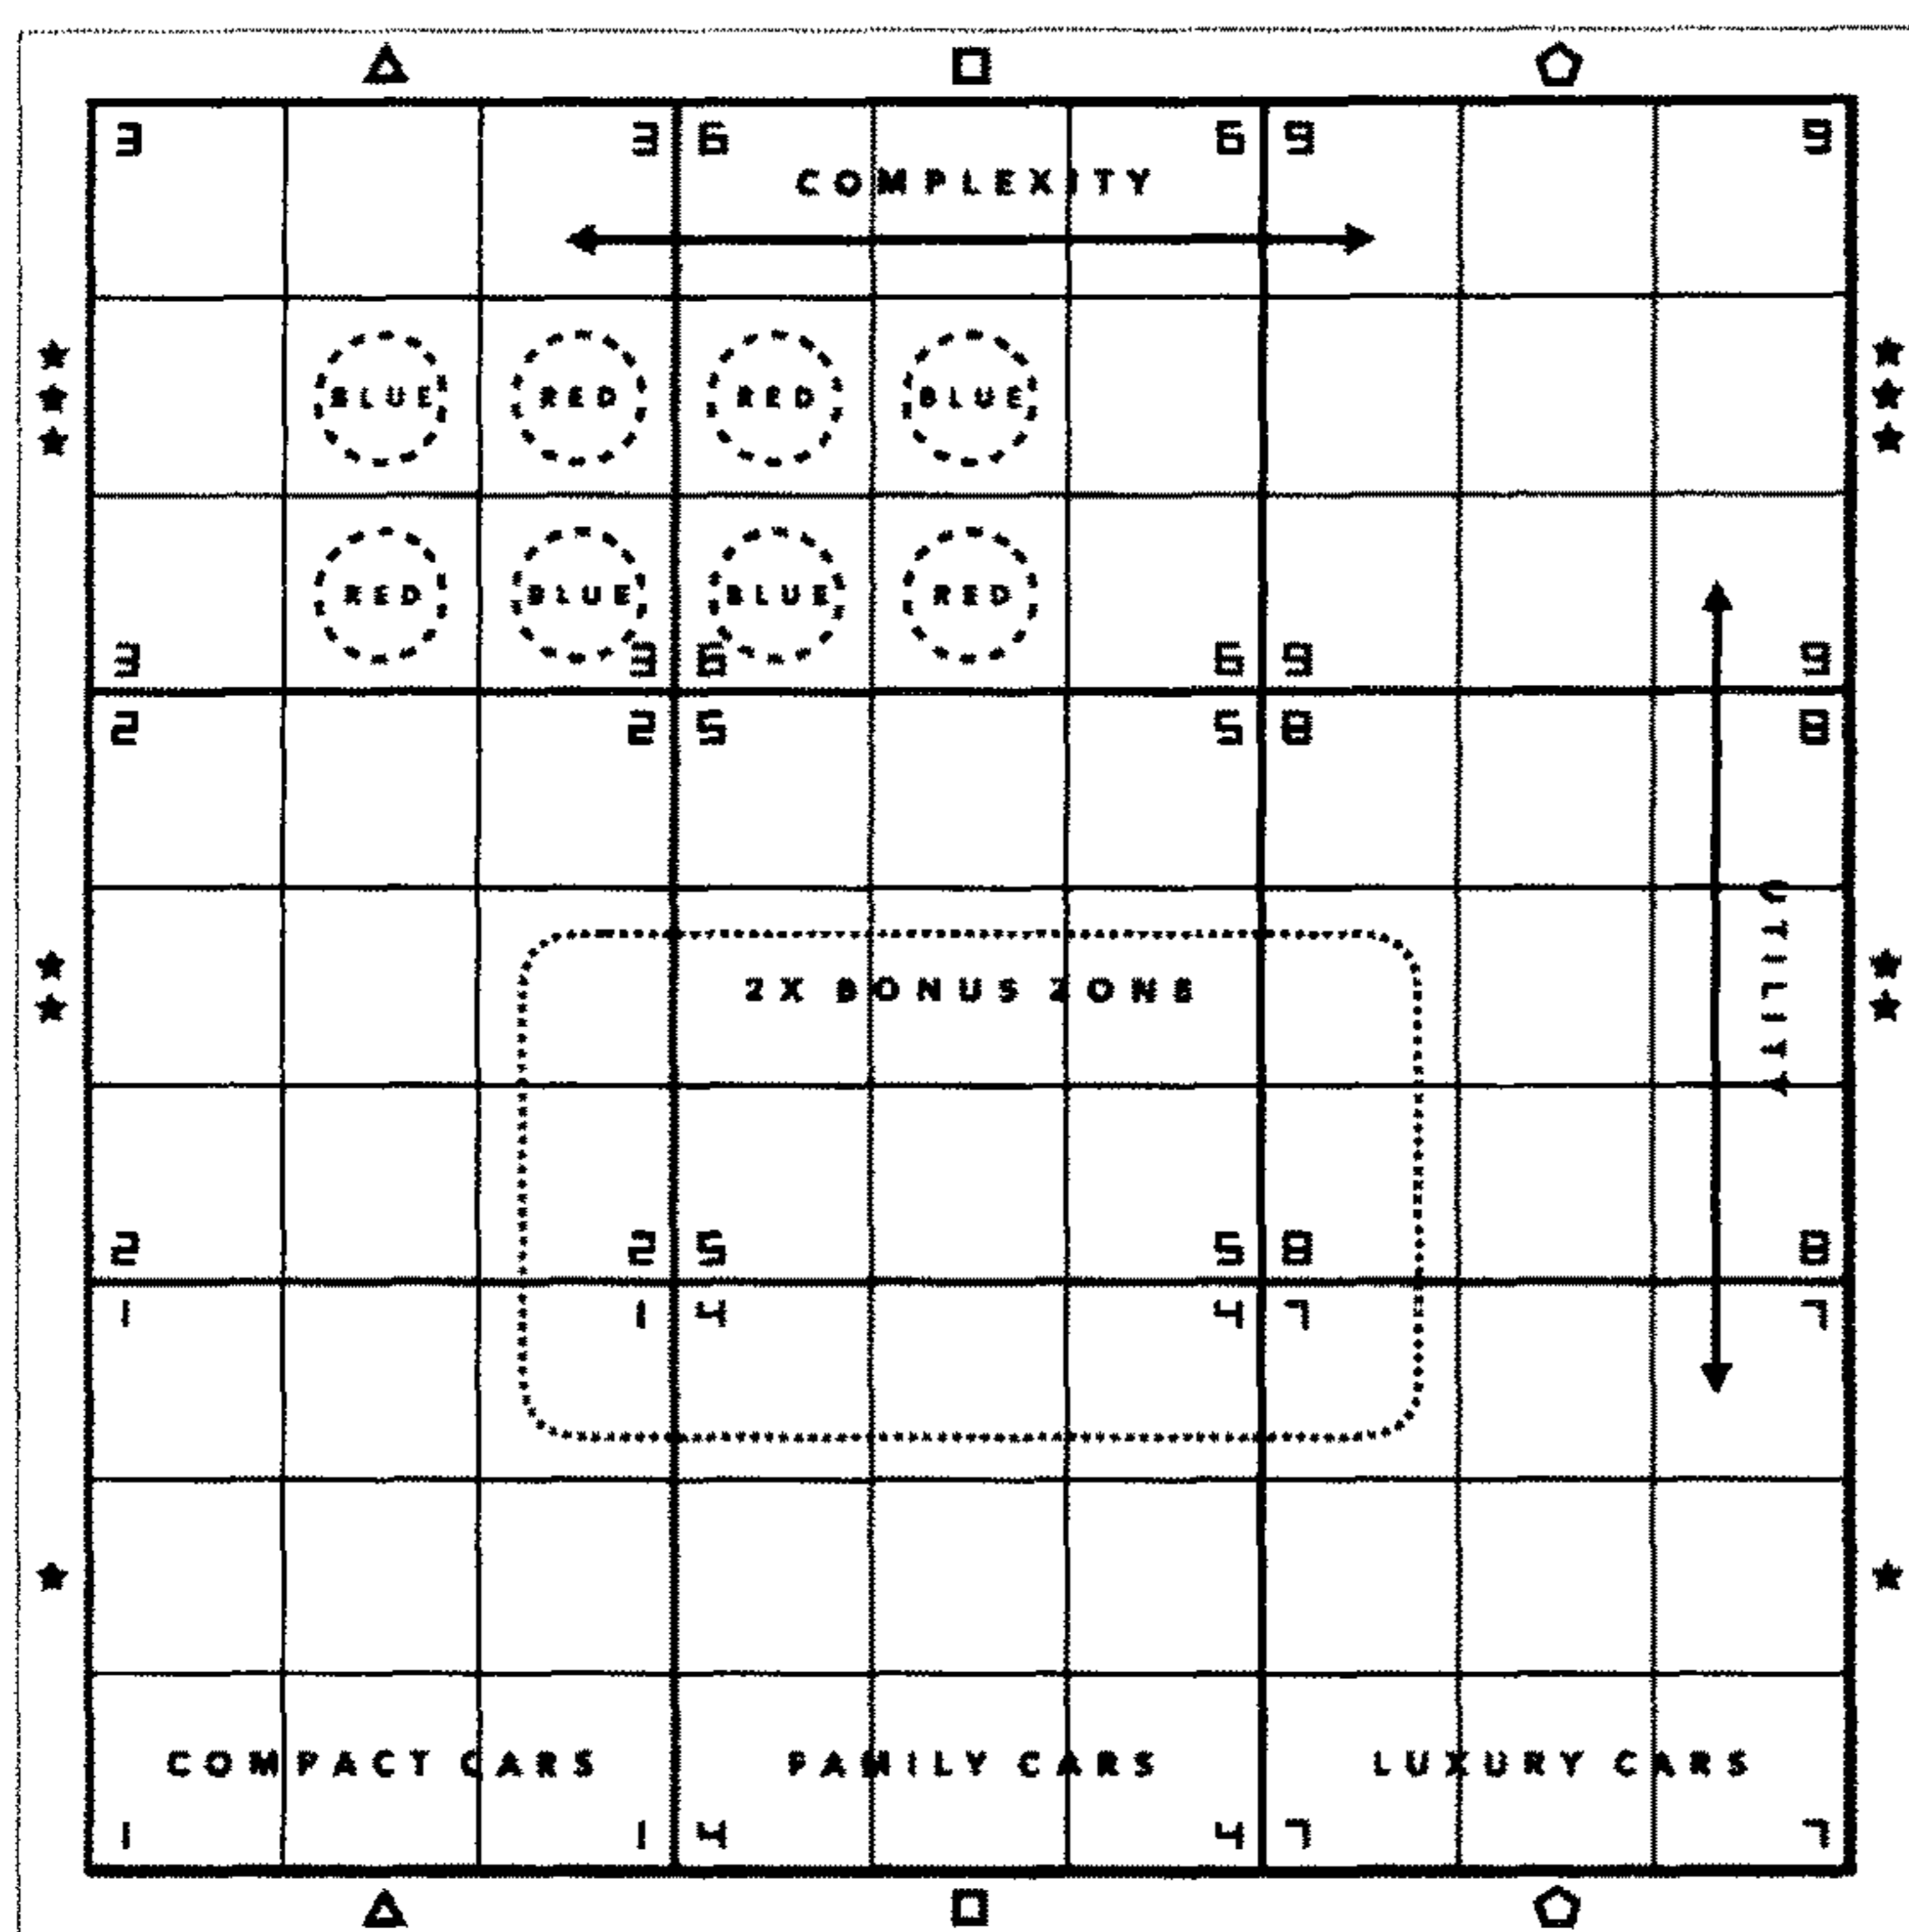 3 3 6 6 9 9
COMPLEXITY
BLUE RED RED BLUE
RED BLUE BLUE RED
3 3 6 6 9 9
2 2 5 5 8 8
UTILITY
2X BONUS ZONE
2 2 5 5 8 8
1 1 4 4 7 7
COMPACT CARS FAMILY CARS LUXURY CARS
1 1 4 4 7 7